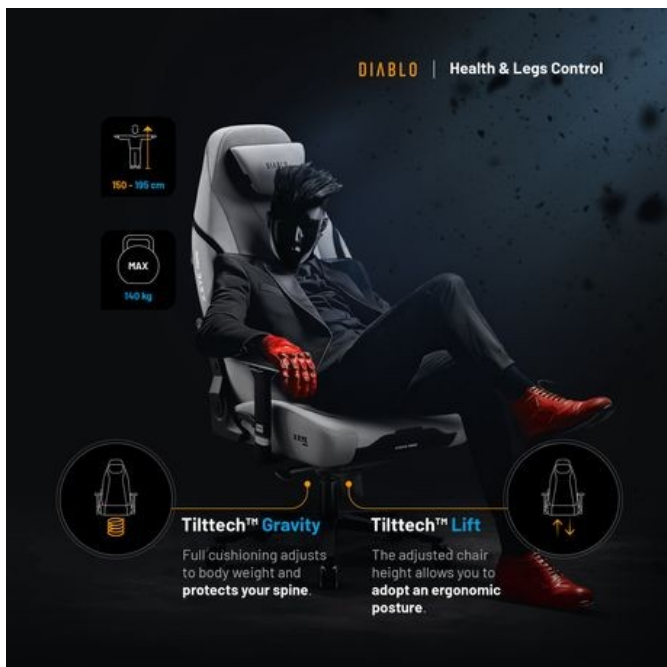 DIABLO | Health & Legs Control
150 - 195 cm
DIABLO
MAX
140 kg
Tilttech™ Gravity
Full cushioning adjusts
to body weight and
protects your spine.
Tilttech™ Lift
The adjusted chair
height allows you to
adopt an ergonomic
posture.